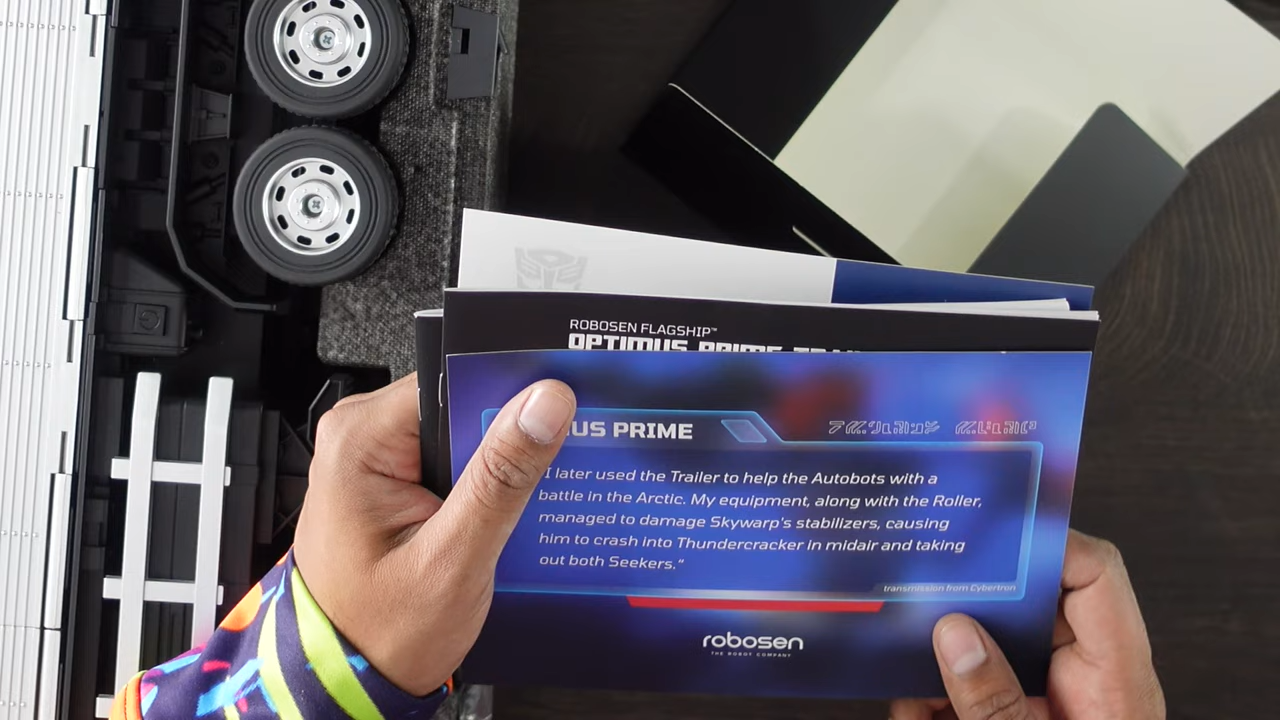 ROBOSEN FLAGSHIP™
OPTIMUS PRIME
US PRIME
I later used the Trailer to help the Autobots with a
battle in the Arctic. My equipment, along with the Roller,
managed to damage Skywarp's stabilizers, causing
him to crash into Thundercracker in midair and taking
out both Seekers."
transmission from Cybertron
robosen
THE ROBOT COMPANY